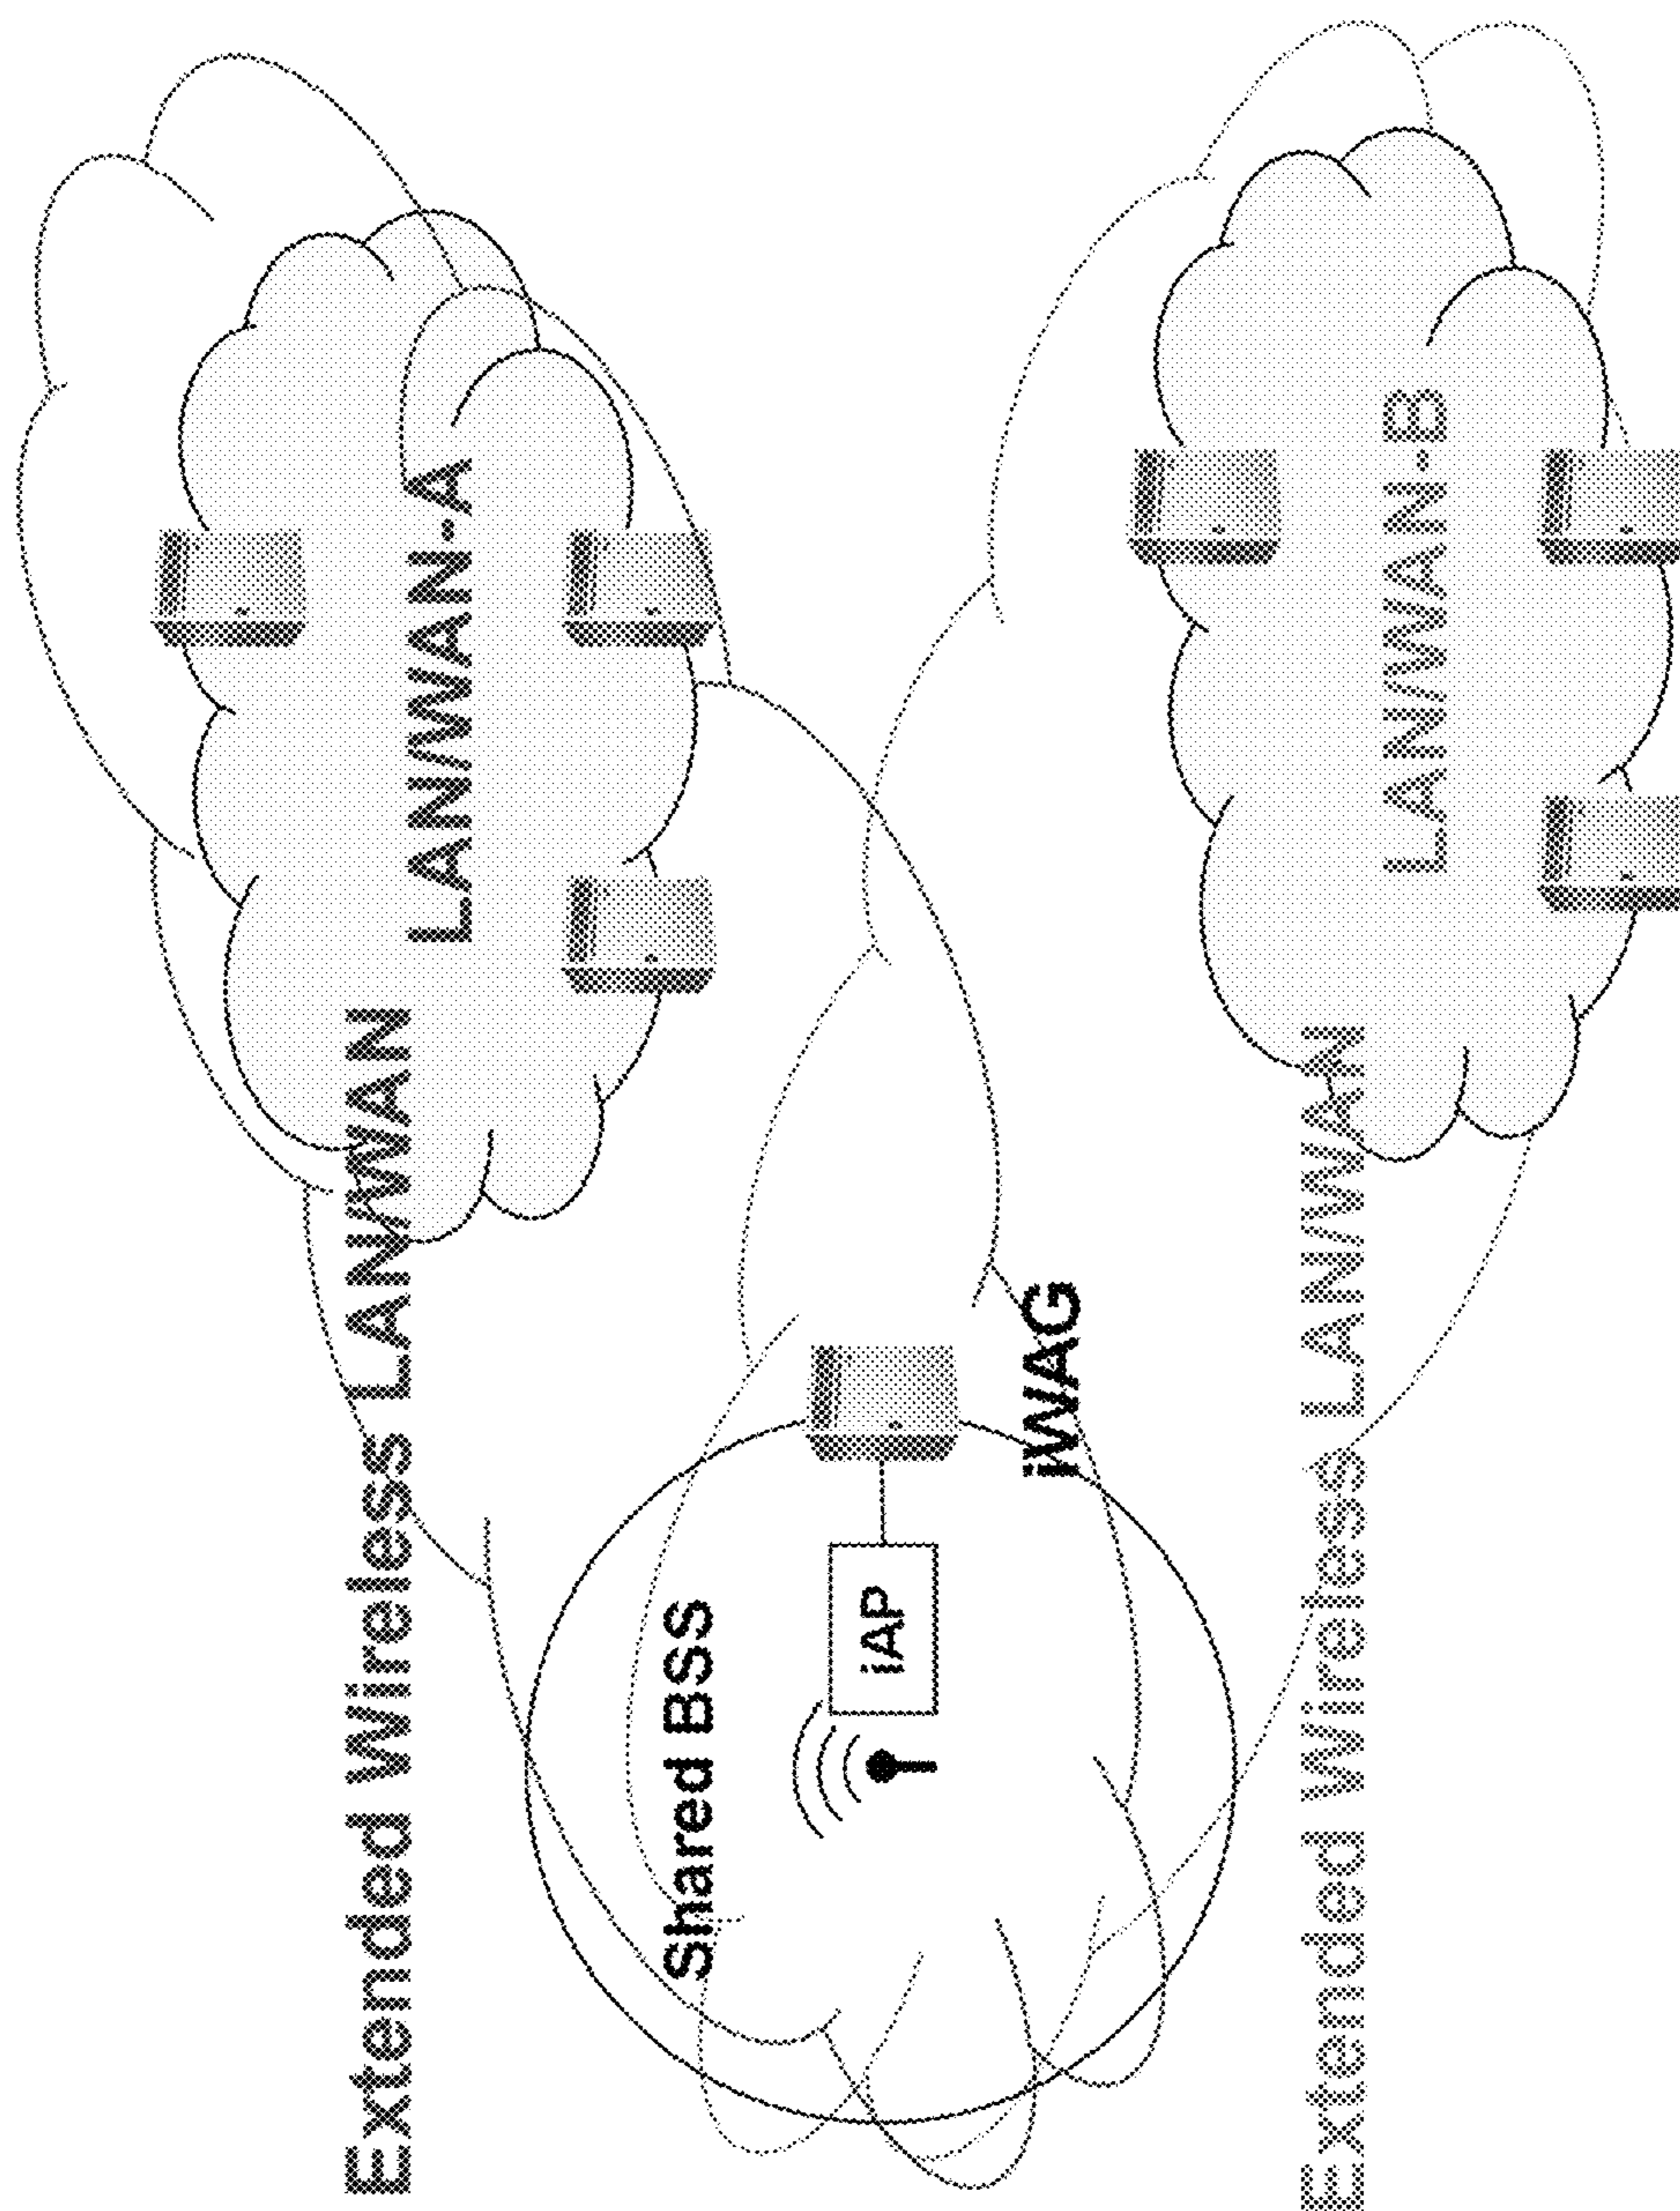 Extended Wireless LAN/WAN
LAN/WAN-A
Shared BSS
iAP
iWAG
Extended Wireless LAN/WAN
LAN/WAN-B